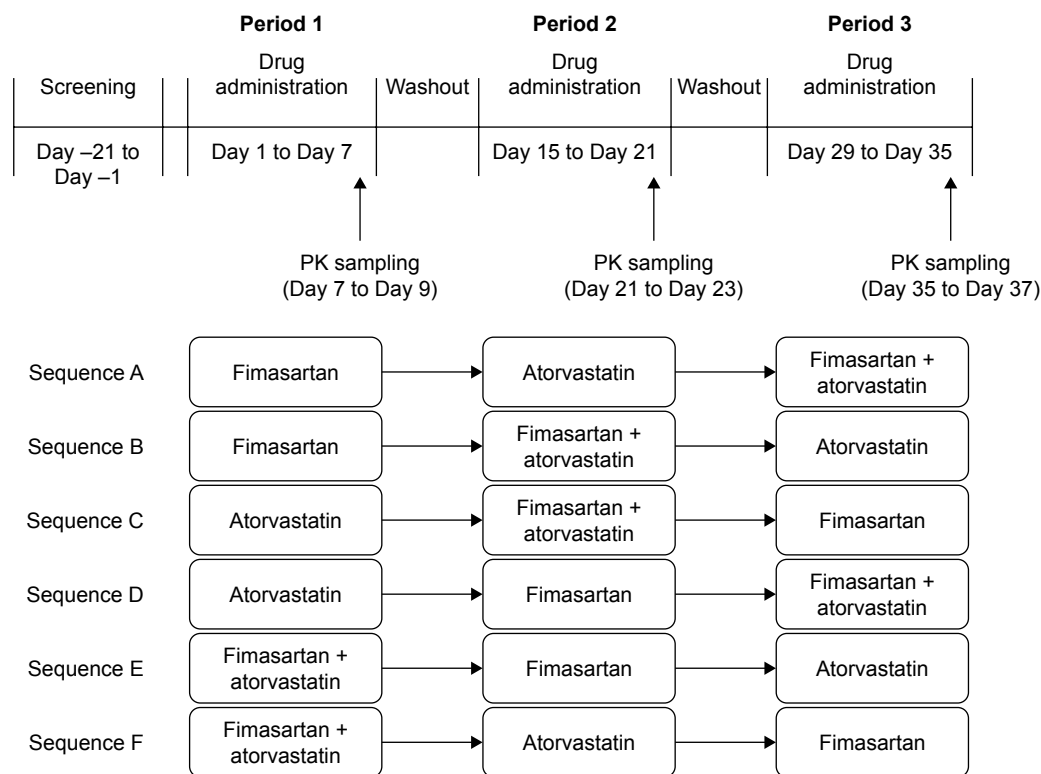 Period 1
Period 2
Period 3
Screening
Drug
administration
Washout
Drug
administration
Washout
Drug
administration
Day –21 to
Day –1
Day 1 to Day 7
Day 15 to Day 21
Day 29 to Day 35
PK sampling
(Day 7 to Day 9)
PK sampling
(Day 21 to Day 23)
PK sampling
(Day 35 to Day 37)
Sequence A
Fimasartan
Atorvastatin
Fimasartan +
atorvastatin
Sequence B
Fimasartan
Fimasartan +
atorvastatin
Atorvastatin
Sequence C
Atorvastatin
Fimasartan +
atorvastatin
Fimasartan
Sequence D
Atorvastatin
Fimasartan
Fimasartan +
atorvastatin
Sequence E
Fimasartan +
atorvastatin
Fimasartan
Atorvastatin
Sequence F
Fimasartan +
atorvastatin
Atorvastatin
Fimasartan